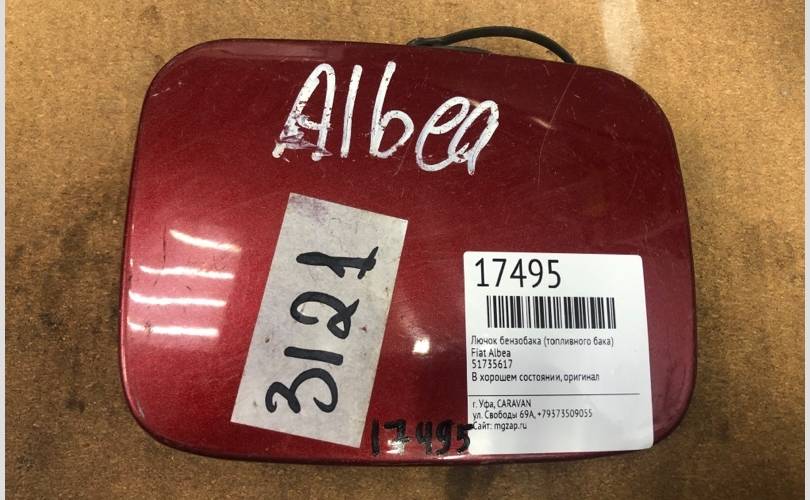 Albea
3121
17495
Лючок бензобака (топливного бака)
Fiat Albea
51735617
В хорошем состоянии, оригинал
г. Уфа, CARAVAN
ул. Свободы 69А, +79373509055
Сайт: mgzap.ru
17495